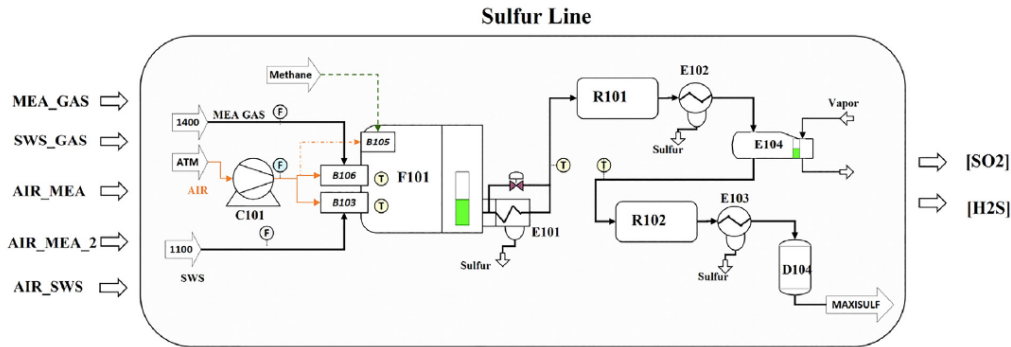 Sulfur Line
MEA_GAS
SWS_GAS
AIR_MEA
AIR_MEA_2
AIR_SWS
Methane
1400
MEA GAS
F
ATM
AIR
F
C101
B105
B106
B103
T
T
F101
F
1100
SWS
E101
Sulfur
R101
E102
Sulfur
T
T
Vapor
E104
R102
E103
Sulfur
D104
MAXISULF
[SO2]
[H2S]